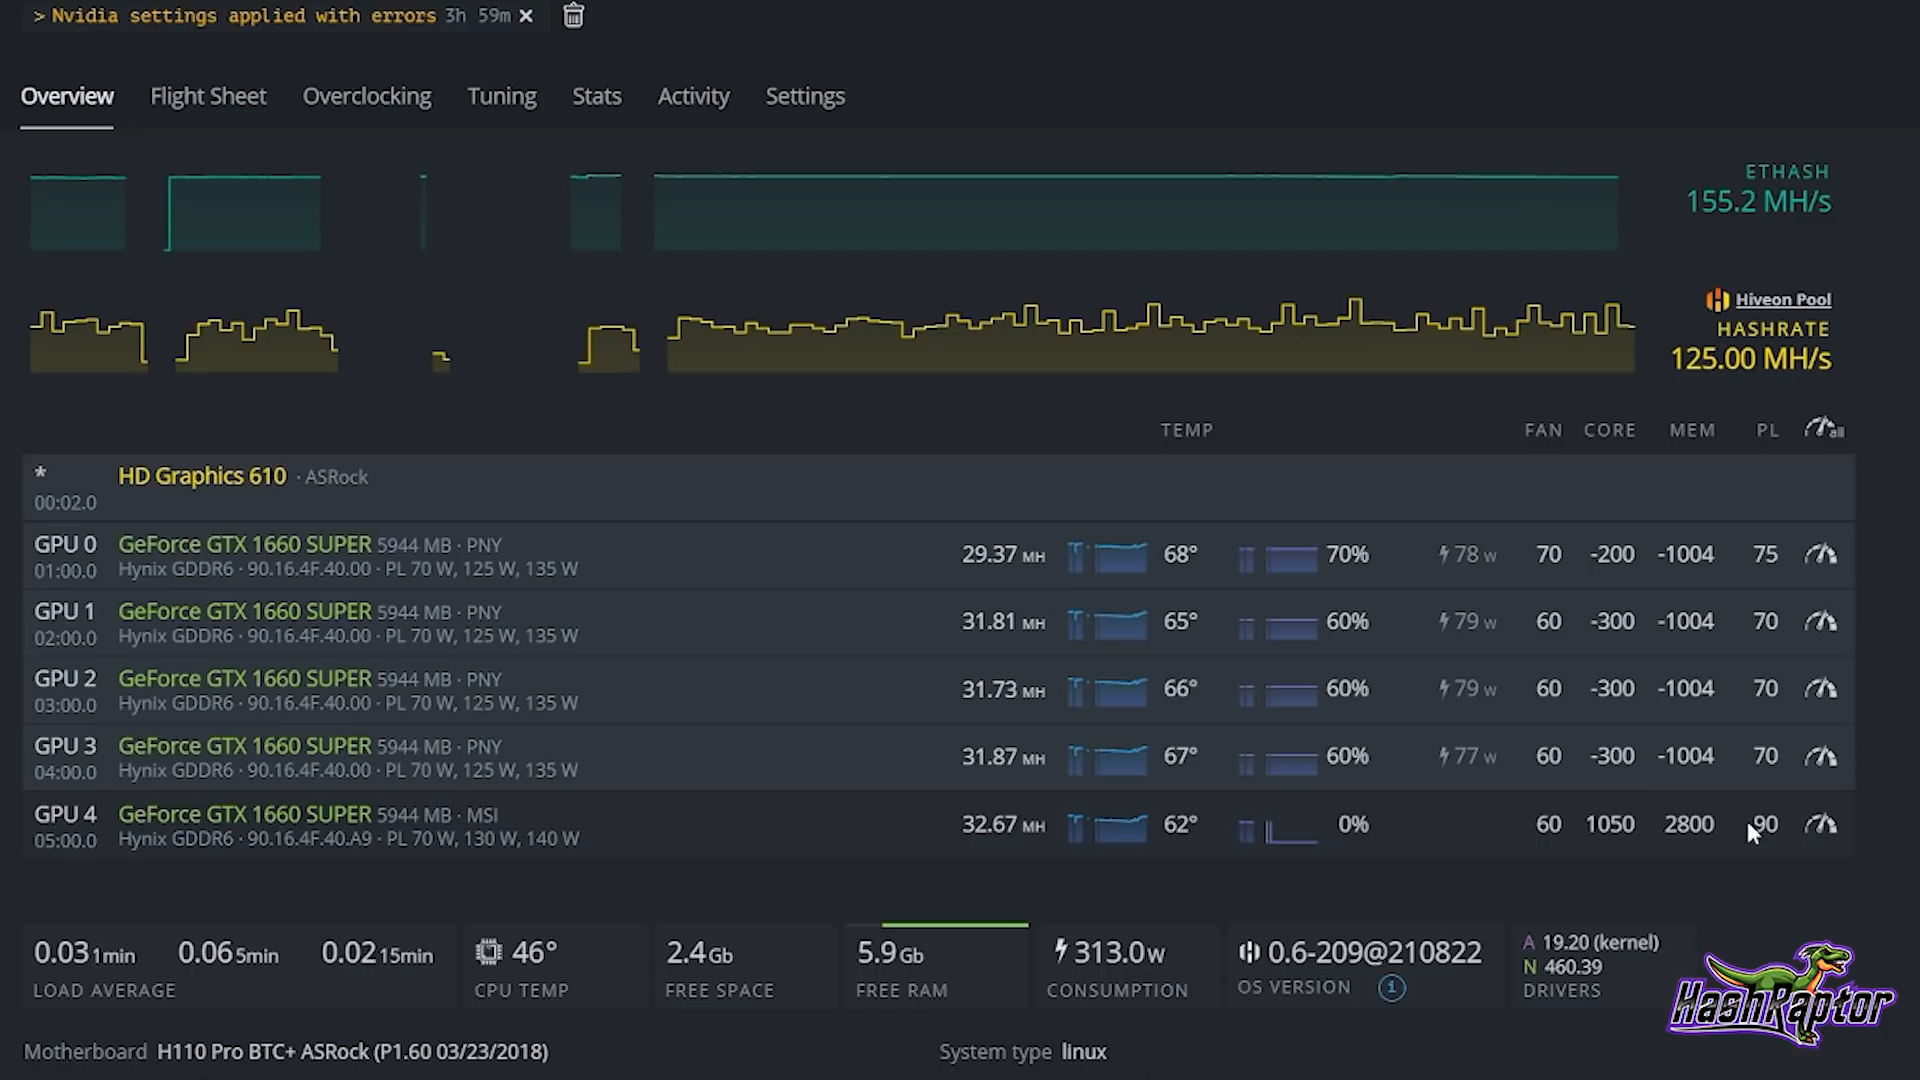 > Nvidia settings applied with errors 3h 59m ×
Overview Flight Sheet Overclocking Tuning Stats Activity Settings
ETHASH
155.2 MH/s
Hiveon Pool
HASHRATE
125.00 MH/s
TEMP FAN CORE MEM PL all
* HD Graphics 610 · ASRock
00:02.0
GPU 0 GeForce GTX 1660 SUPER 5944 MB · PNY 29.37 MH 68° 70% 78 W 70 -200 -1004 75
01:00.0 Hynix GDDR6 · 90.16.4F.40.00 · PL 70 W, 125 W, 135 W
GPU 1 GeForce GTX 1660 SUPER 5944 MB · PNY 31.81 MH 65° 60% 79 W 60 -300 -1004 70
02:00.0 Hynix GDDR6 · 90.16.4F.40.00 · PL 70 W, 125 W, 135 W
GPU 2 GeForce GTX 1660 SUPER 5944 MB · PNY 31.73 MH 66° 60% 79 W 60 -300 -1004 70
03:00.0 Hynix GDDR6 · 90.16.4F.40.00 · PL 70 W, 125 W, 135 W
GPU 3 GeForce GTX 1660 SUPER 5944 MB · PNY 31.87 MH 67° 60% 77 W 60 -300 -1004 70
04:00.0 Hynix GDDR6 · 90.16.4F.40.00 · PL 70 W, 125 W, 135 W
GPU 4 GeForce GTX 1660 SUPER 5944 MB · MSI 32.67 MH 62° 0% 60 1050 2800 90
05:00.0 Hynix GDDR6 · 90.16.4F.40.A9 · PL 70 W, 130 W, 140 W
0.03 1min 0.06 5min 0.02 15min
LOAD AVERAGE
46°
CPU TEMP
2.4 Gb
FREE SPACE
5.9 Gb
FREE RAM
313.0 W
CONSUMPTION
0.6-209@210822
OS VERSION i
A 19.20 (kernel)
N 460.39
DRIVERS
HashRaptor
Motherboard H110 Pro BTC+ ASRock (P1.60 03/23/2018) System type linux